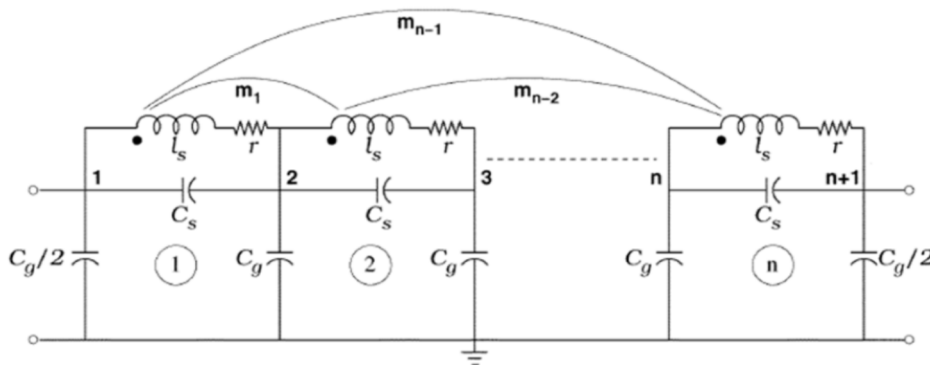 m_{n-1}
m_1
m_{n-2}
l_s r l_s r l_s r
1 2 3 n n+1
C_s C_s C_s
C_g/2 1 C_g 2 C_g C_g n C_g/2